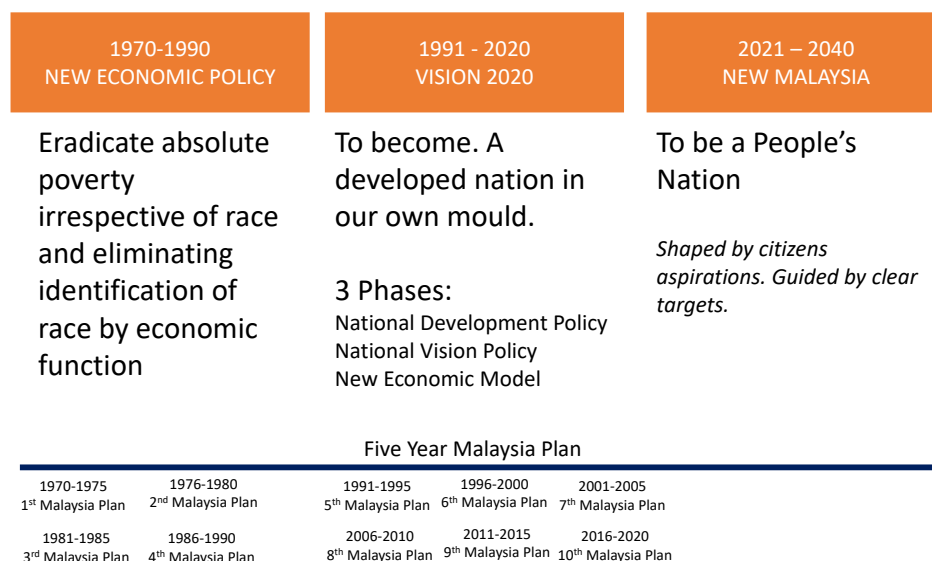 1970-1990
NEW ECONOMIC POLICY
Eradicate absolute
poverty
irrespective of race
and eliminating
identification of
race by economic
function
1991 - 2020
VISION 2020
To become. A
developed nation in
our own mould.
3 Phases:
National Development Policy
National Vision Policy
New Economic Model
2021 – 2040
NEW MALAYSIA
To be a People's
Nation
Shaped by citizens
aspirations. Guided by clear
targets.
Five Year Malaysia Plan
1970-1975
1st Malaysia Plan
1976-1980
2nd Malaysia Plan
1991-1995
5th Malaysia Plan
1996-2000
6th Malaysia Plan
2001-2005
7th Malaysia Plan
1981-1985
3rd Malaysia Plan
1986-1990
4th Malaysia Plan
2006-2010
8th Malaysia Plan
2011-2015
9th Malaysia Plan
2016-2020
10th Malaysia Plan